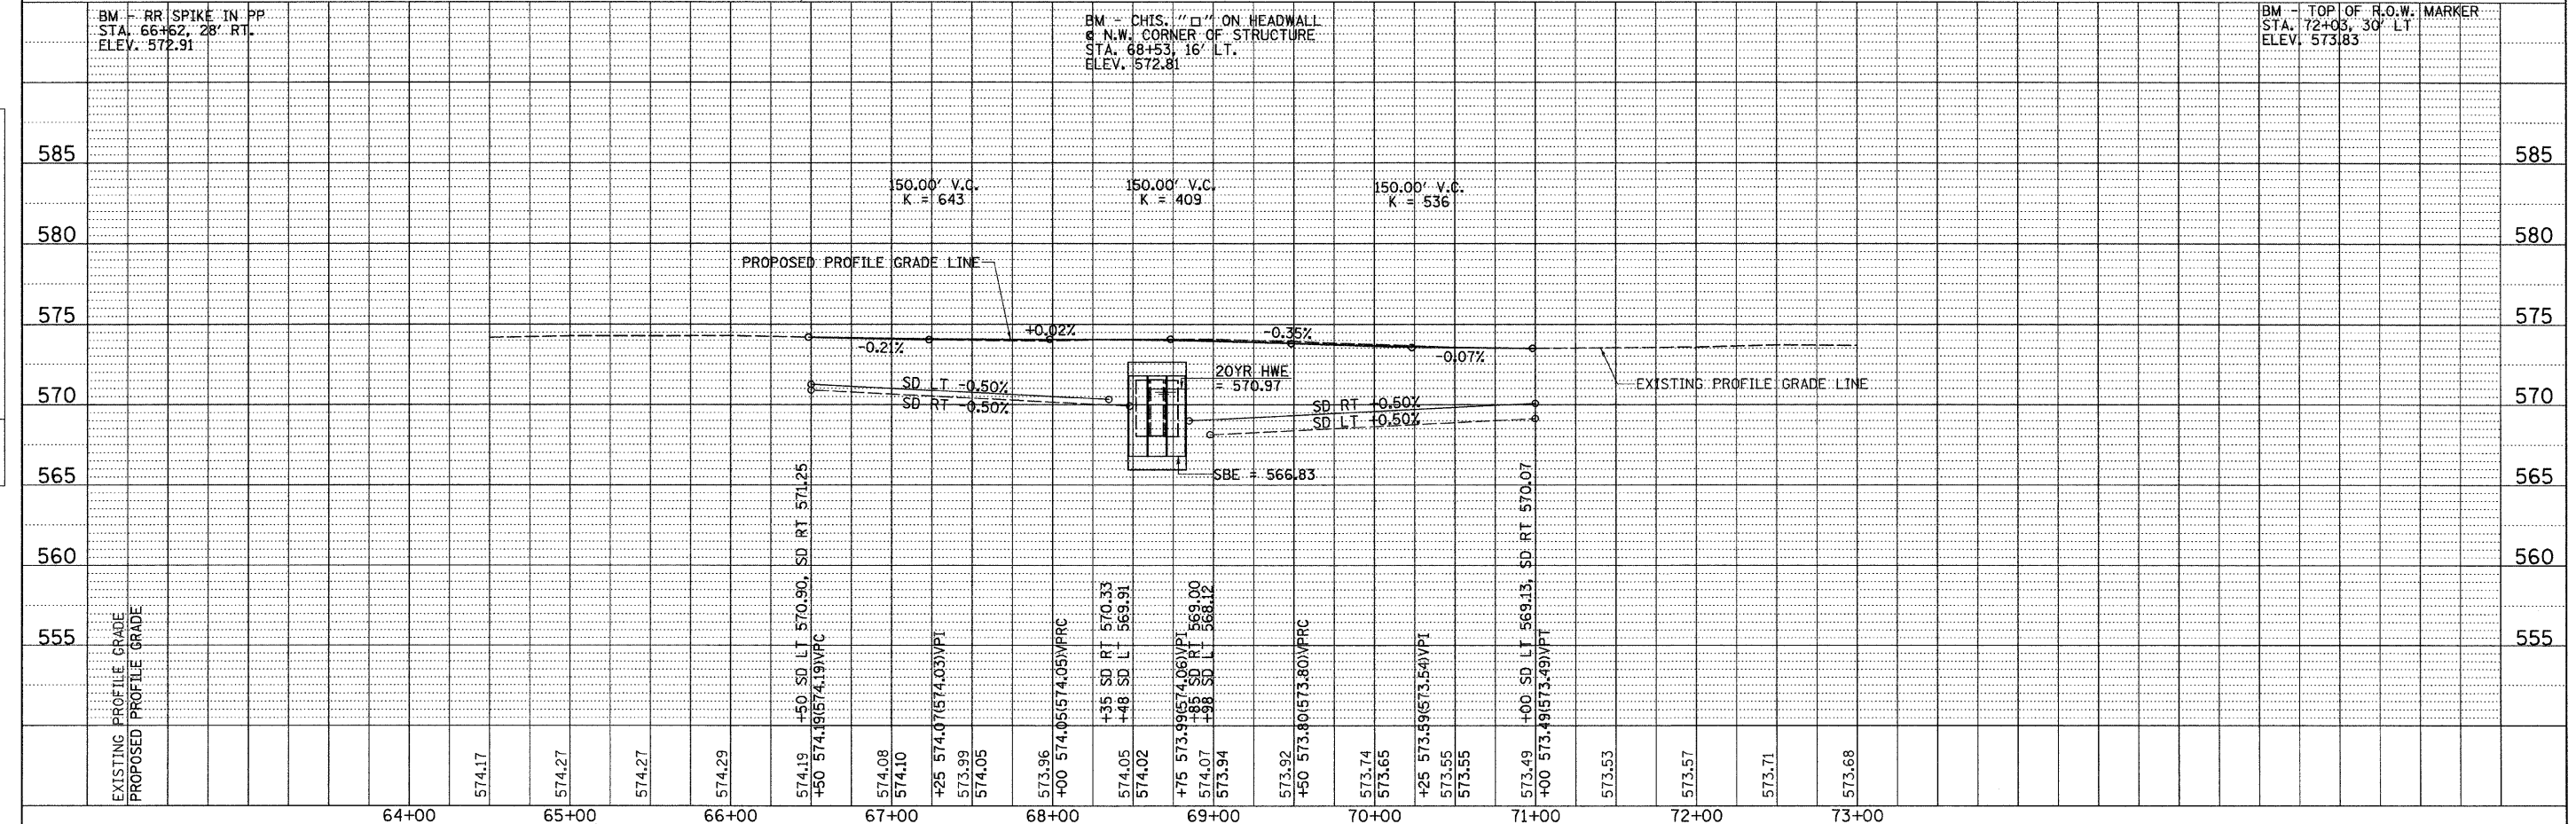 BM - RR SPIKE IN PP
STA. 66+62, 28' RT.
ELEV. 572.91
BM - CHIS. "□" ON HEADWALL
@ N.W. CORNER OF STRUCTURE
STA. 68+53, 16' LT.
ELEV. 572.81
BM - TOP OF R.O.W. MARKER
STA. 72+03, 30' LT
ELEV. 573.83
585
585
150.00' V.C.
K = 643
150.00' V.C.
K = 409
150.00' V.C.
K = 536
580
580
PROPOSED PROFILE GRADE LINE
575
575
-0.21%
+0.02%
-0.35%
-0.07%
20YR HWE
= 570.97
EXISTING PROFILE GRADE LINE
SD LT -0.50%
SD RT -0.50%
570
570
SD RT +0.50%
SD LT +0.50%
SBE = 566.83
565
565
560
560
555
555
EXISTING PROFILE GRADE
PROPOSED PROFILE GRADE
574.17
574.27
574.27
574.29
574.19
+50 SD LT 570.90, SD RT 571.25
+50 574.19(574.19)VPC
574.08
574.10
+25 574.07(574.03)VPI
573.99
574.05
573.96
+00 574.05(574.05)VPRC
+35 SD RT 570.33
+48 SD LT 569.91
574.05
574.02
+75 573.99(574.06)VPI
+85 SD RT 569.00
+98 SD LT 568.12
574.07
573.94
573.92
+50 573.80(573.80)VPRC
573.74
573.65
+25 573.59(573.54)VPI
573.55
573.55
+00 SD LT 569.13, SD RT 570.07
573.49
+00 573.49(573.49)VPT
573.53
573.57
573.71
573.68
64+00
65+00
66+00
67+00
68+00
69+00
70+00
71+00
72+00
73+00